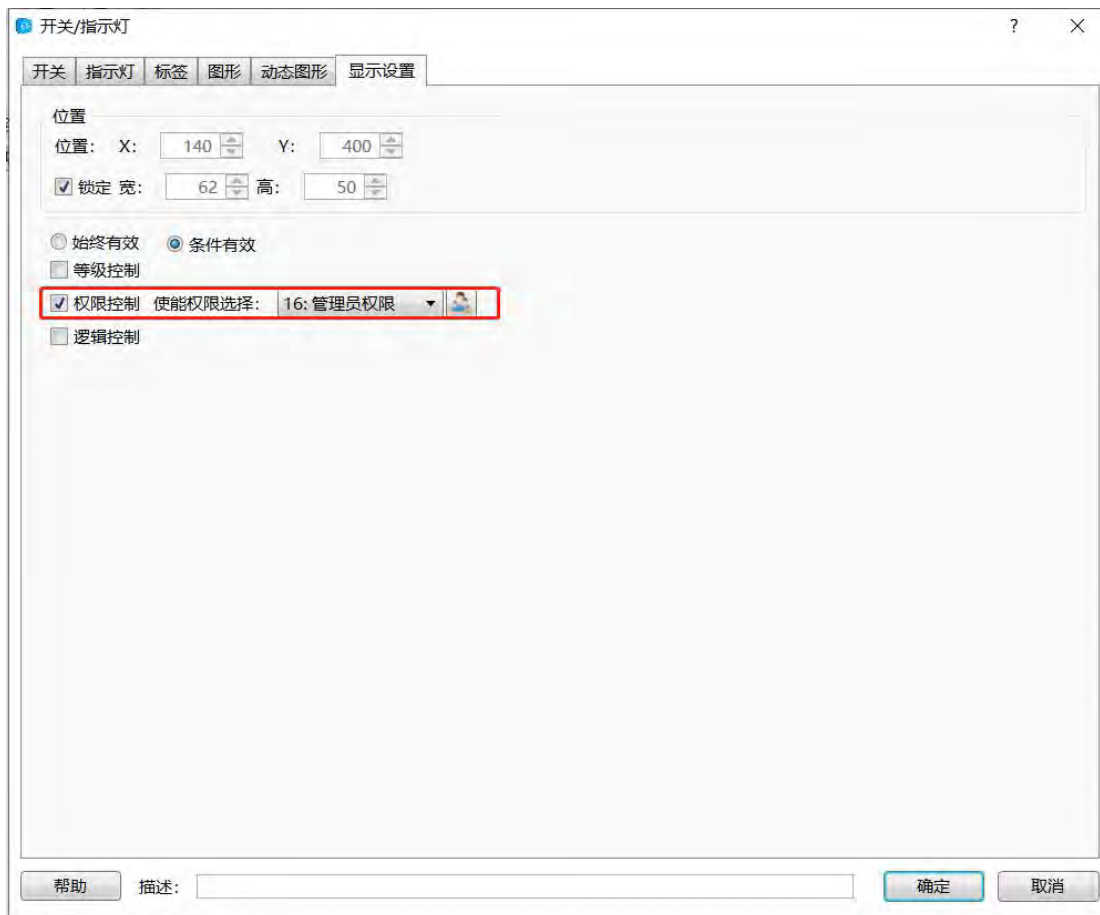 开关/指示灯 ?
开关 指示灯 标签 图形 动态图形 显示设置
位置
位置: X: 140 Y: 400
锁定 宽: 62 高: 50
始终有效 条件有效
等级控制
权限控制 使能权限选择: 16: 管理员权限
逻辑控制
帮助 描述: 确定 取消